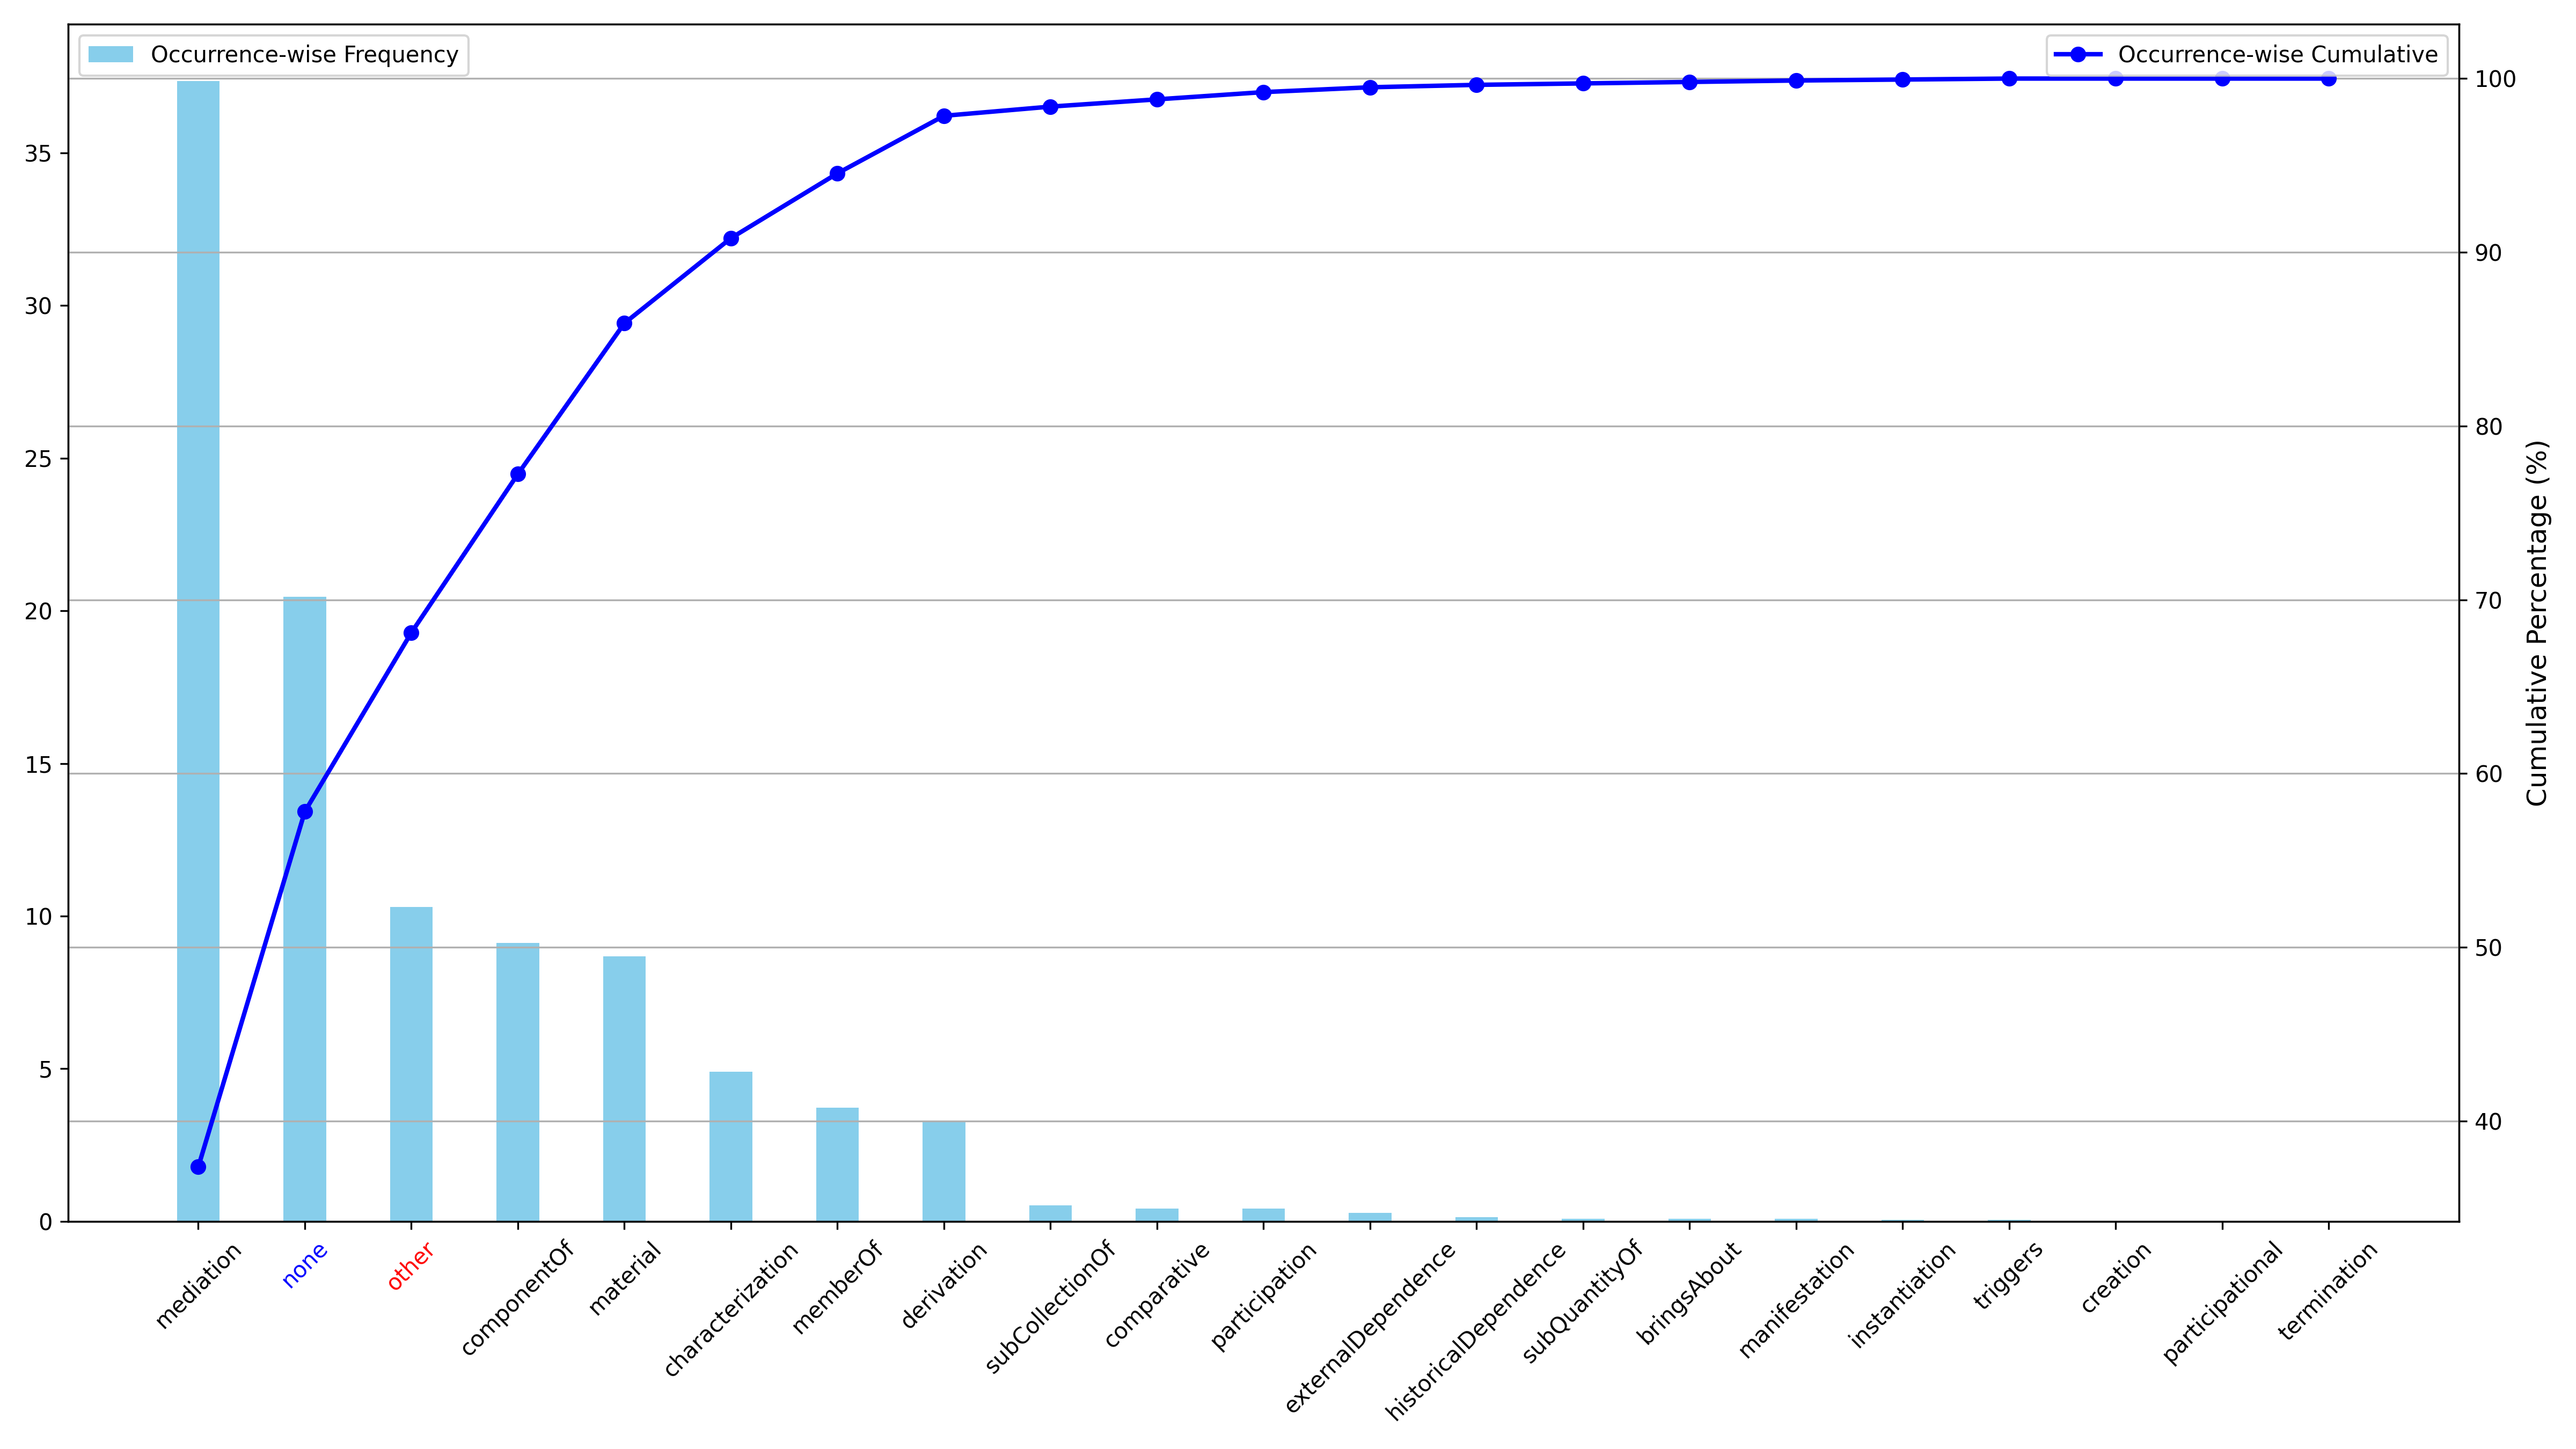 Occurrence-wise Frequency
Occurrence-wise Cumulative
35
30
25
20
15
10
5
0
100
90
80
70
60
50
40
Cumulative Percentage (%)
mediation
none
other
componentOf
material
characterization
memberOf
derivation
subCollectionOf
comparative
participation
externalDependence
historicalDependence
subQuantityOf
bringsAbout
manifestation
instantiation
triggers
creation
participational
termination